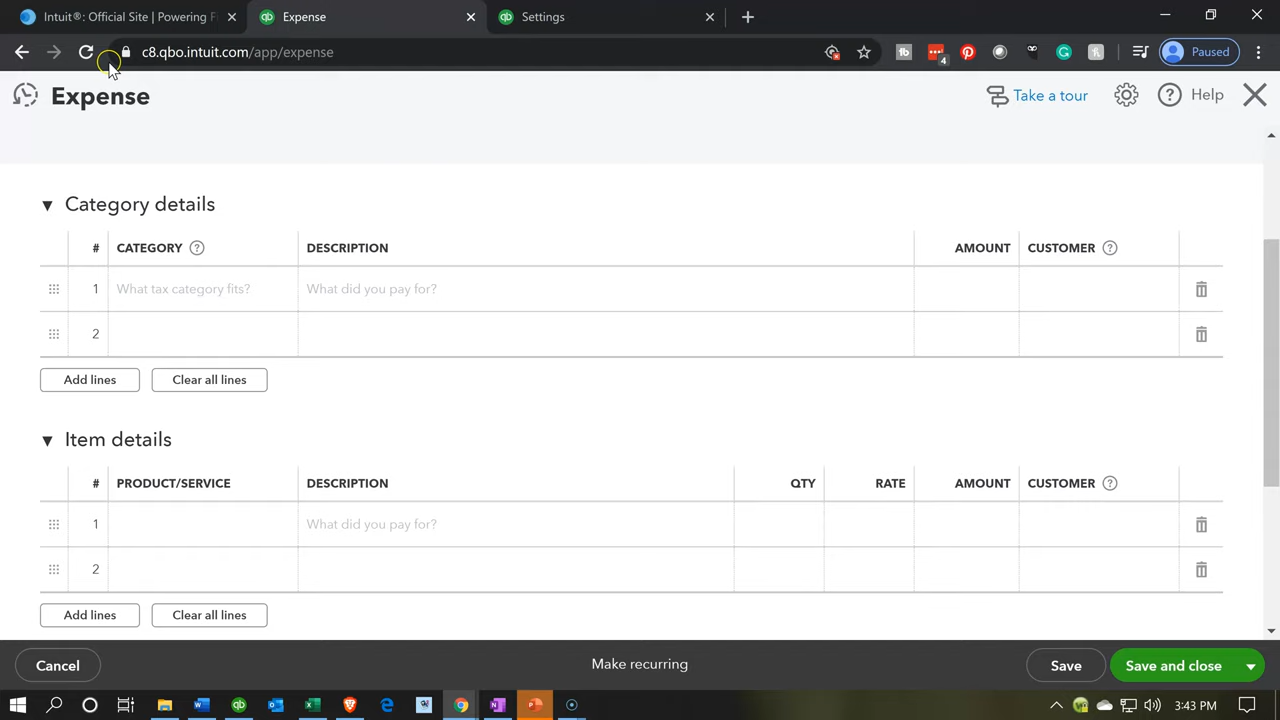 Intuit®: Official Site | Powering F
Expense
Settings
c8.qbo.intuit.com/app/expense
4
Paused
Expense
Take a tour
Help
Category details
# CATEGORY ? DESCRIPTION AMOUNT CUSTOMER ?
1 What tax category fits? What did you pay for?
2
Add lines Clear all lines
Item details
# PRODUCT/SERVICE DESCRIPTION QTY RATE AMOUNT CUSTOMER ?
1 What did you pay for?
2
Add lines Clear all lines
Cancel Make recurring Save Save and close
3:43 PM